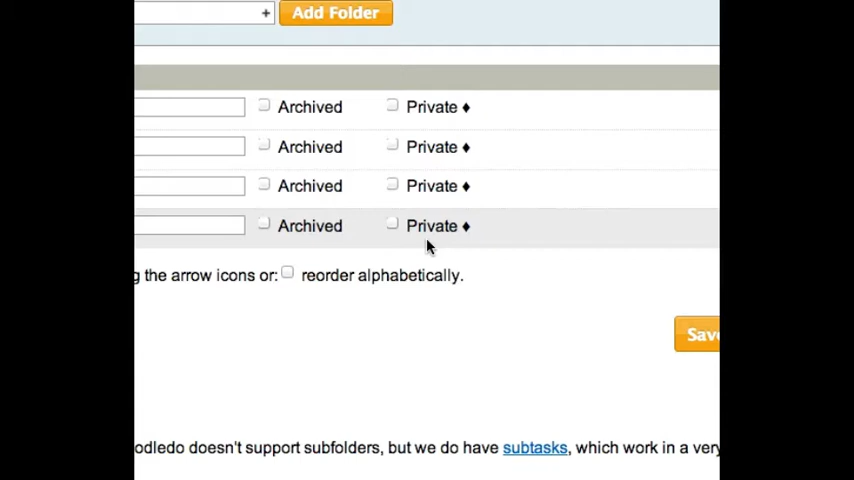 + Add Folder
Archived Private ♦
Archived Private ♦
Archived Private ♦
Archived Private ♦
g the arrow icons or: reorder alphabetically.
Save
odledo doesn't support subfolders, but we do have subtasks, which work in a very